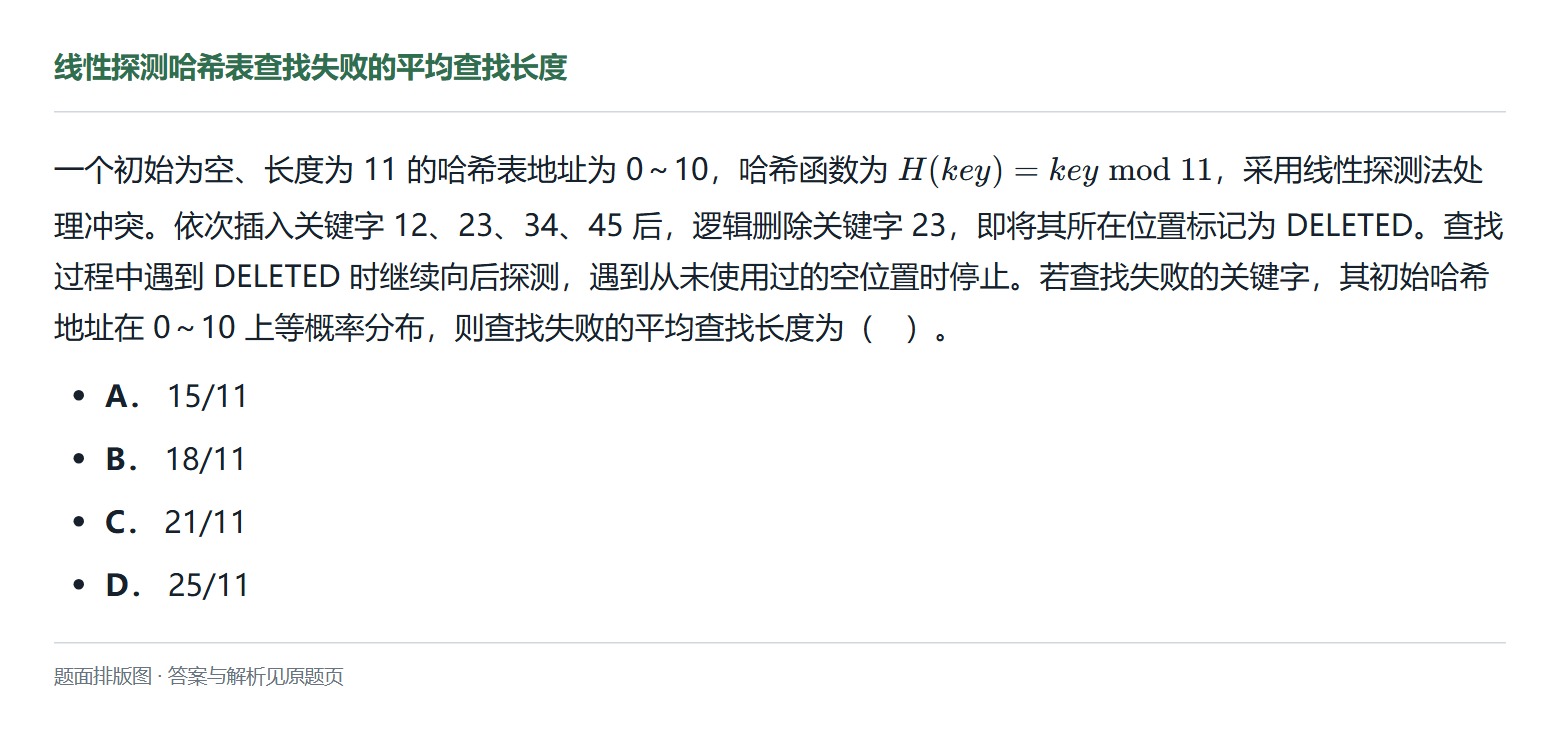 线性探测哈希表查找失败的平均查找长度
一个初始为空、长度为 11 的哈希表地址为 0~10，哈希函数为 H(key) = key mod 11，采用线性探测法处
理冲突。依次插入关键字 12、23、34、45 后，逻辑删除关键字 23，即将其所在位置标记为 DELETED。查找
过程中遇到 DELETED 时继续向后探测，遇到从未使用过的空位置时停止。若查找失败的关键字，其初始哈希
地址在 0~10 上等概率分布，则查找失败的平均查找长度为（　）。
• A． 15/11
• B． 18/11
• C． 21/11
• D． 25/11
题面排版图 · 答案与解析见原题页